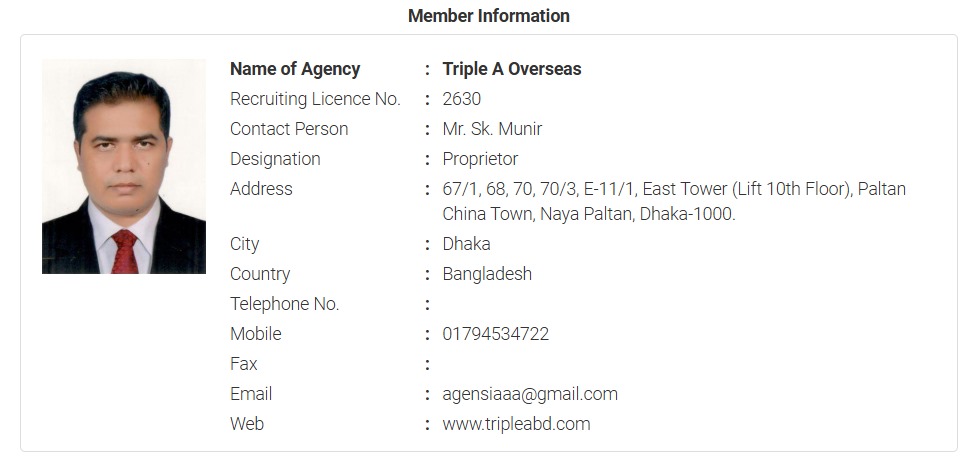 Member Information
Name of Agency : Triple A Overseas
Recruiting Licence No. : 2630
Contact Person : Mr. Sk. Munir
Designation : Proprietor
Address : 67/1, 68, 70, 70/3, E-11/1, East Tower (Lift 10th Floor), Paltan
China Town, Naya Paltan, Dhaka-1000.
City : Dhaka
Country : Bangladesh
Telephone No. :
Mobile : 01794534722
Fax :
Email : agensiaaa@gmail.com
Web : www.tripleabd.com